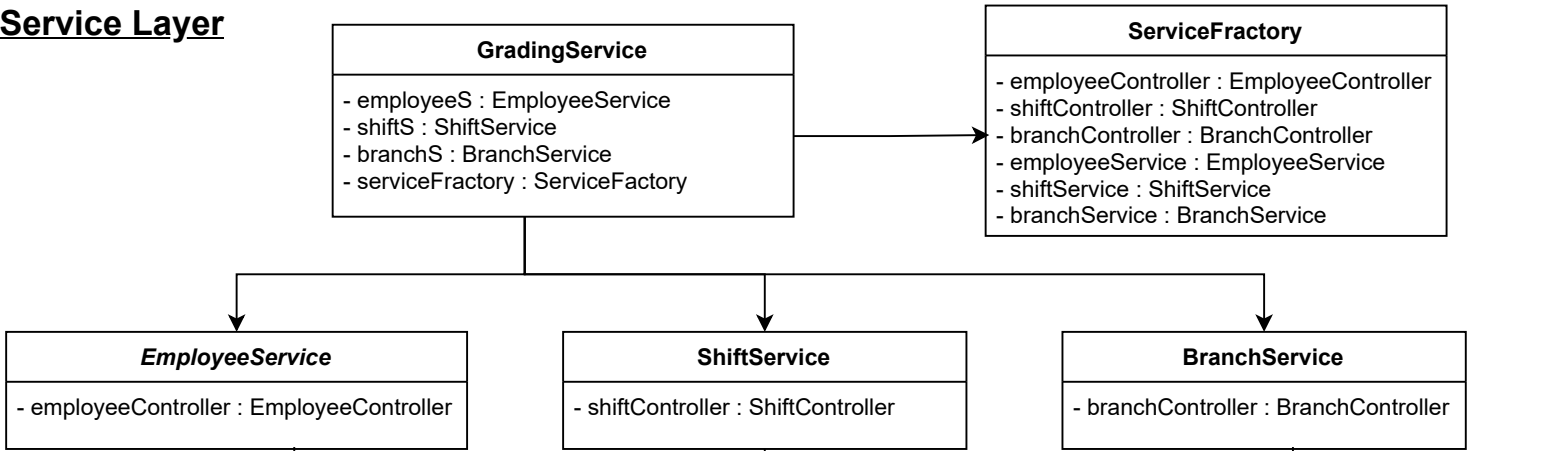 Service Layer
GradingService
- employeeS : EmployeeService
- shiftS : ShiftService
- branchS : BranchService
- serviceFractory : ServiceFactory
ServiceFractory
- employeeController : EmployeeController
- shiftController : ShiftController
- branchController : BranchController
- employeeService : EmployeeService
- shiftService : ShiftService
- branchService : BranchService
EmployeeService
- employeeController : EmployeeController
ShiftService
- shiftController : ShiftController
BranchService
- branchController : BranchController